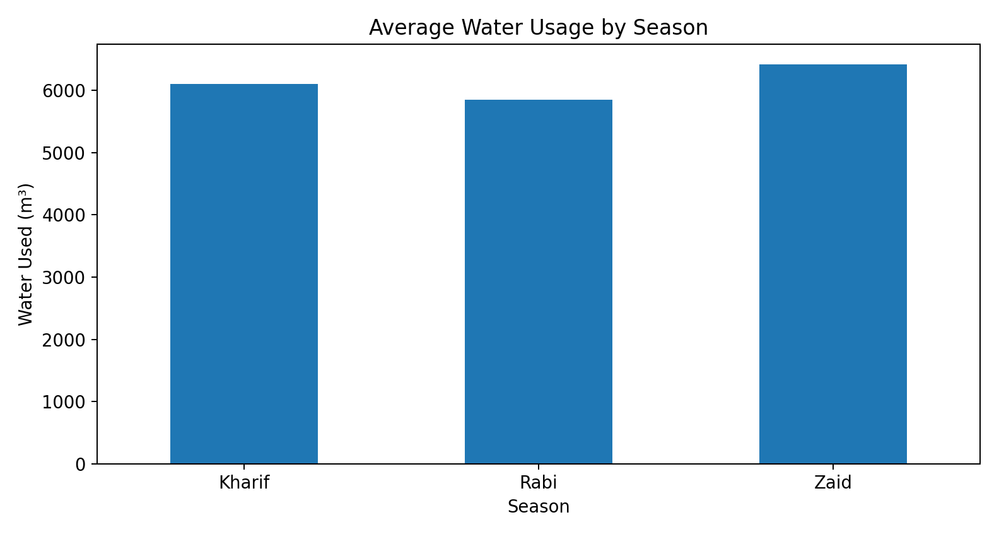 Average Water Usage by Season
Water Used (m³)
6000
5000
4000
3000
2000
1000
0
Kharif Rabi Zaid
Season